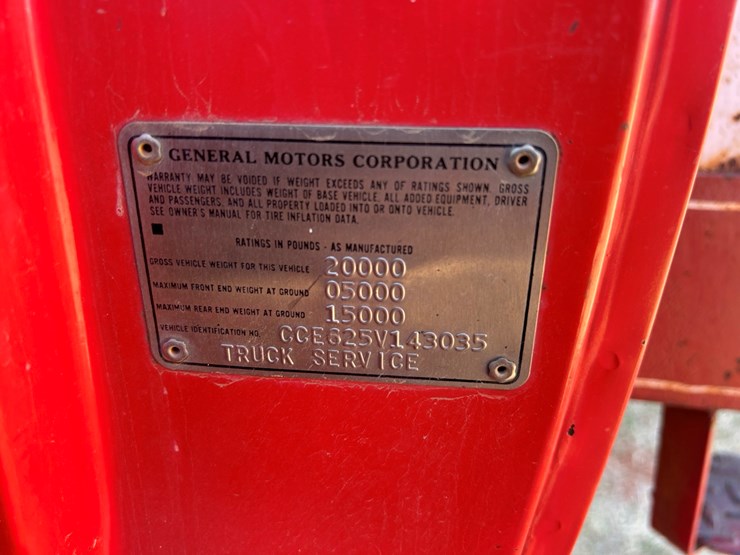 GENERAL MOTORS CORPORATION
WARRANTY MAY BE VOIDED IF WEIGHT EXCEEDS ANY OF RATINGS SHOWN. GROSS
VEHICLE WEIGHT INCLUDES WEIGHT OF BASE VEHICLE, ALL ADDED EQUIPMENT, DRIVER
AND PASSENGERS, AND ALL PROPERTY LOADED INTO OR ONTO VEHICLE.
SEE OWNER'S MANUAL FOR TIRE INFLATION DATA.
RATINGS IN POUNDS - AS MANUFACTURED
GROSS VEHICLE WEIGHT FOR THIS VEHICLE 20000
MAXIMUM FRONT END WEIGHT AT GROUND 05000
MAXIMUM REAR END WEIGHT AT GROUND 15000
VEHICLE IDENTIFICATION NO. CCE625V143035
TRUCK SERVICE